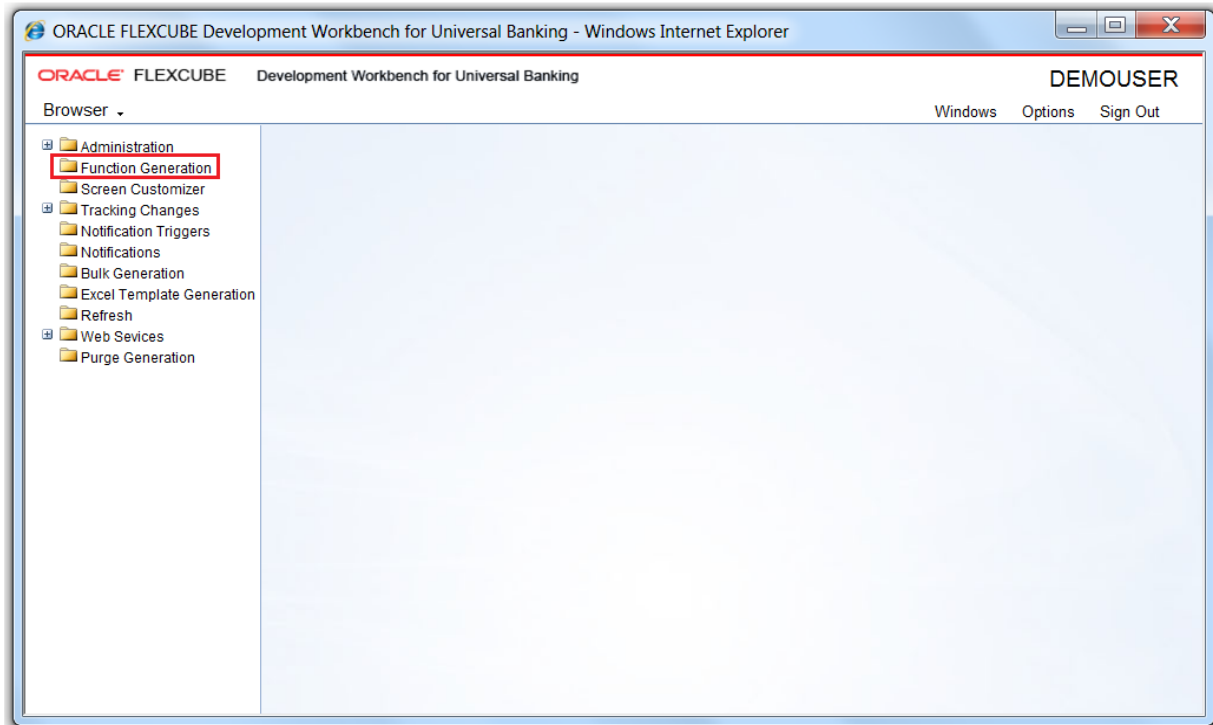 ORACLE FLEXCUBE Development Workbench for Universal Banking - Windows Internet Explorer
ORACLE® FLEXCUBE Development Workbench for Universal Banking
DEMOUSER
Browser
Windows Options Sign Out
Administration
Function Generation
Screen Customizer
Tracking Changes
Notification Triggers
Notifications
Bulk Generation
Excel Template Generation
Refresh
Web Sevices
Purge Generation